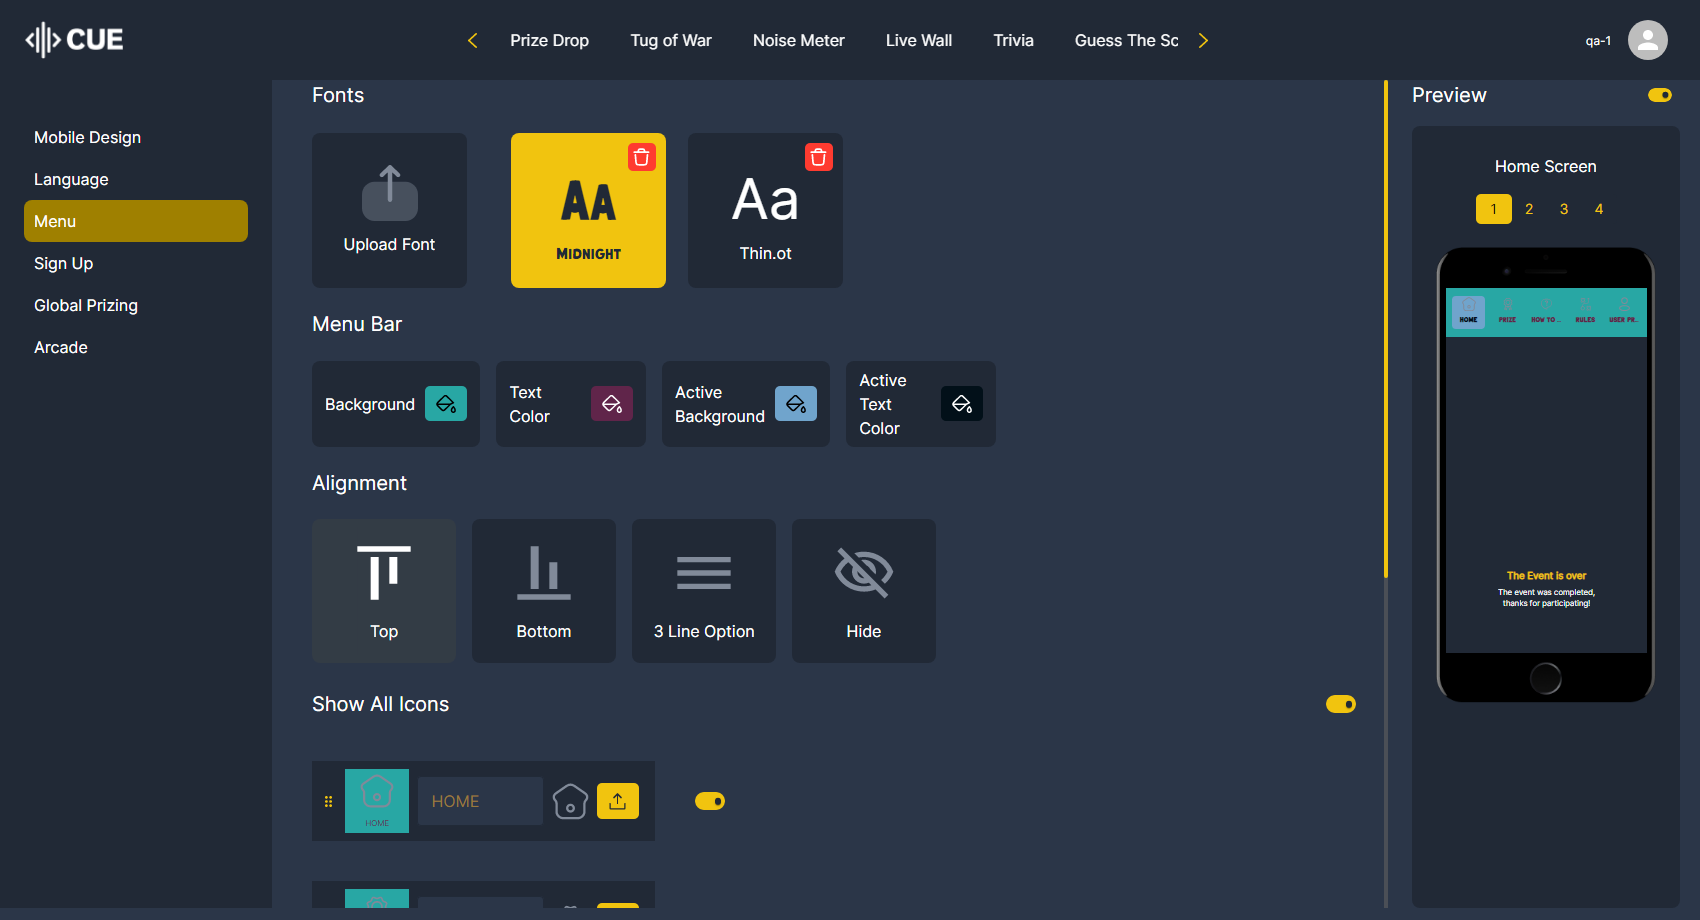 CUE
Prize Drop
Tug of War
Noise Meter
Live Wall
Trivia
Guess The Sc
qa-1
Mobile Design
Language
Menu
Sign Up
Global Prizing
Arcade
Fonts
Upload Font
Aa
Midnight
Aa
Thin.ot
Menu Bar
Background
Text
Color
Active
Background
Active
Text
Color
Alignment
Top
Bottom
3 Line Option
Hide
Show All Icons
HOME
HOME
Preview
Home Screen
1 2 3 4
HOME PRIZE HOW TO .. RULES USER PR..
The Event is over
The event was completed,
thanks for participating!